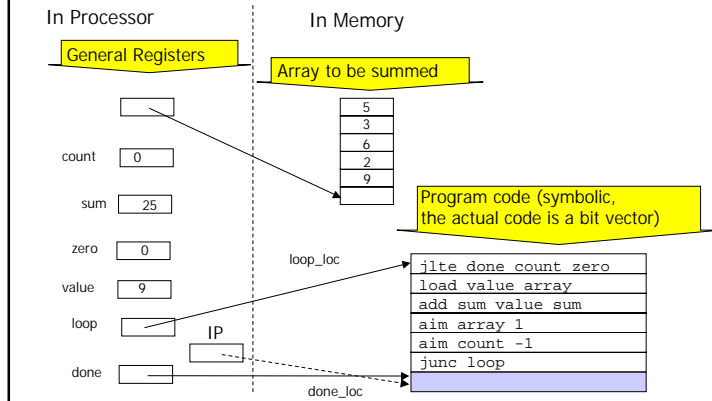 In Processor
In Memory
General Registers
Array to be summed
5
3
6
2
9
count 0
sum 25
zero 0
value 9
loop
IP
done
loop_loc
done_loc
Program code (symbolic,
the actual code is a bit vector)
jlte done count zero
load value array
add sum value sum
aim array 1
aim count -1
junc loop